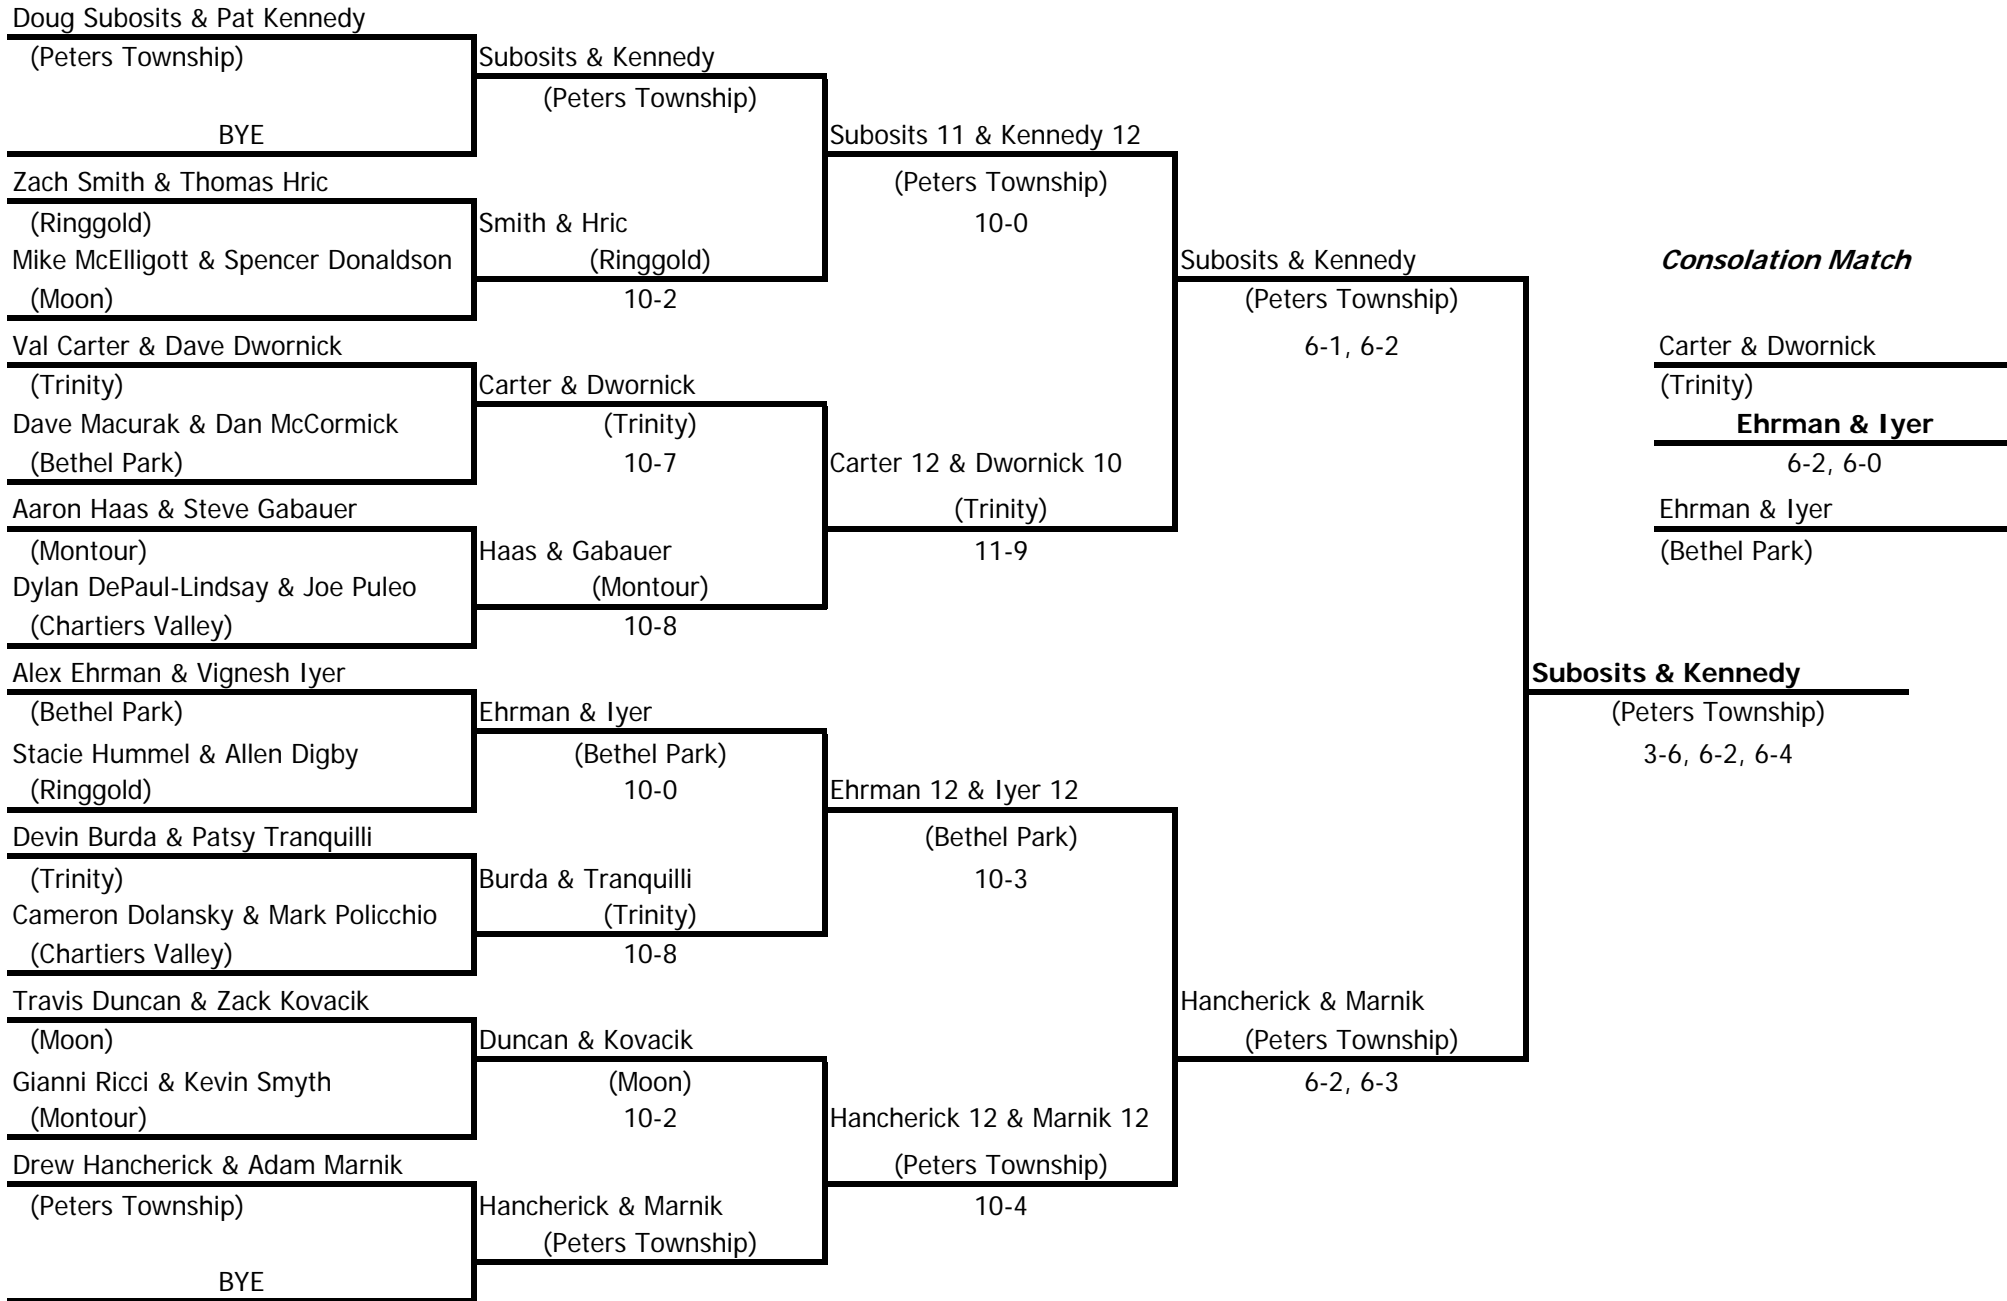 Doug Subosits & Pat Kennedy
(Peters Township)
BYE
Zach Smith & Thomas Hric
(Ringgold)
Mike McElligott & Spencer Donaldson
(Moon)
Val Carter & Dave Dwornick
(Trinity)
Dave Macurak & Dan McCormick
(Bethel Park)
Aaron Haas & Steve Gabauer
(Montour)
Dylan DePaul-Lindsay & Joe Puleo
(Chartiers Valley)
Alex Ehrman & Vignesh Iyer
(Bethel Park)
Stacie Hummel & Allen Digby
(Ringgold)
Devin Burda & Patsy Tranquilli
(Trinity)
Cameron Dolansky & Mark Policchio
(Chartiers Valley)
Travis Duncan & Zack Kovacik
(Moon)
Gianni Ricci & Kevin Smyth
(Montour)
Drew Hancherick & Adam Marnik
(Peters Township)
BYE
Subosits & Kennedy
(Peters Township)
Smith & Hric
(Ringgold)
10-2
Carter & Dwornick
(Trinity)
10-7
Haas & Gabauer
(Montour)
10-8
Ehrman & Iyer
(Bethel Park)
10-0
Burda & Tranquilli
(Trinity)
10-8
Duncan & Kovacik
(Moon)
10-2
Hancherick & Marnik
(Peters Township)
Subosits 11 & Kennedy 12
(Peters Township)
10-0
Carter 12 & Dwornick 10
(Trinity)
11-9
Ehrman 12 & Iyer 12
(Bethel Park)
10-3
Hancherick 12 & Marnik 12
(Peters Township)
10-4
Subosits & Kennedy
(Peters Township)
6-1, 6-2
Hancherick & Marnik
(Peters Township)
6-2, 6-3
Subosits & Kennedy
(Peters Township)
3-6, 6-2, 6-4
Consolation Match
Carter & Dwornick
(Trinity)
Ehrman & Iyer
6-2, 6-0
Ehrman & Iyer
(Bethel Park)